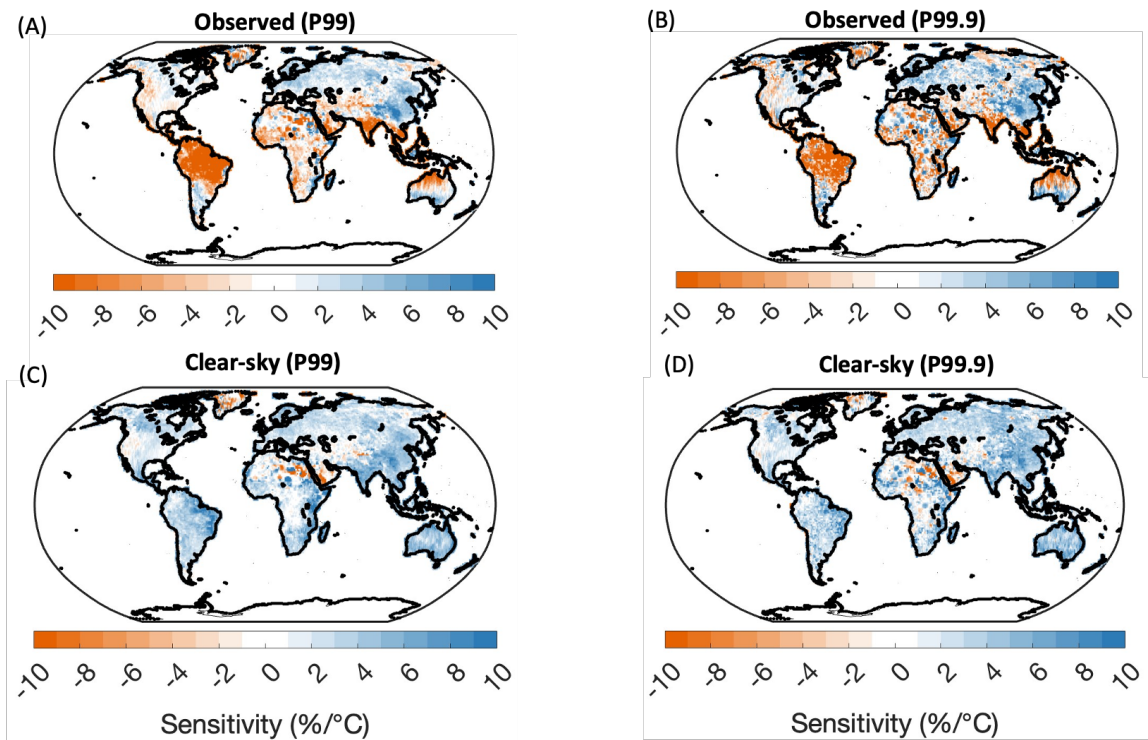 (A)
Observed (P99)
-10 -8 -6 -4 -2 0 2 4 6 8 10
(B)
Observed (P99.9)
-10 -8 -6 -4 -2 0 2 4 6 8 10
(C)
Clear-sky (P99)
-10 -8 -6 -4 -2 0 2 4 6 8 10
Sensitivity (%/°C)
(D)
Clear-sky (P99.9)
-10 -8 -6 -4 -2 0 2 4 6 8 10
Sensitivity (%/°C)